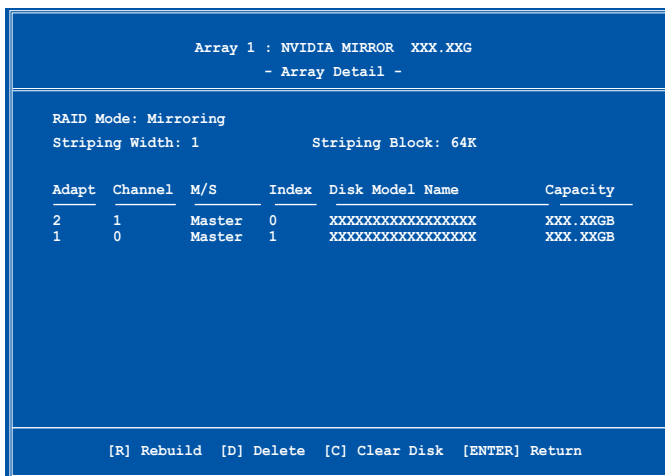 Array 1 : NVIDIA MIRROR XXX.XXG
- Array Detail -
RAID Mode: Mirroring
Striping Width: 1 Striping Block: 64K
Adapt Channel M/S Index Disk Model Name Capacity
2 1 Master 0 XXXXXXXXXXXXXXXXX XXX.XXGB
1 0 Master 1 XXXXXXXXXXXXXXXXX XXX.XXGB
[R] Rebuild [D] Delete [C] Clear Disk [ENTER] Return